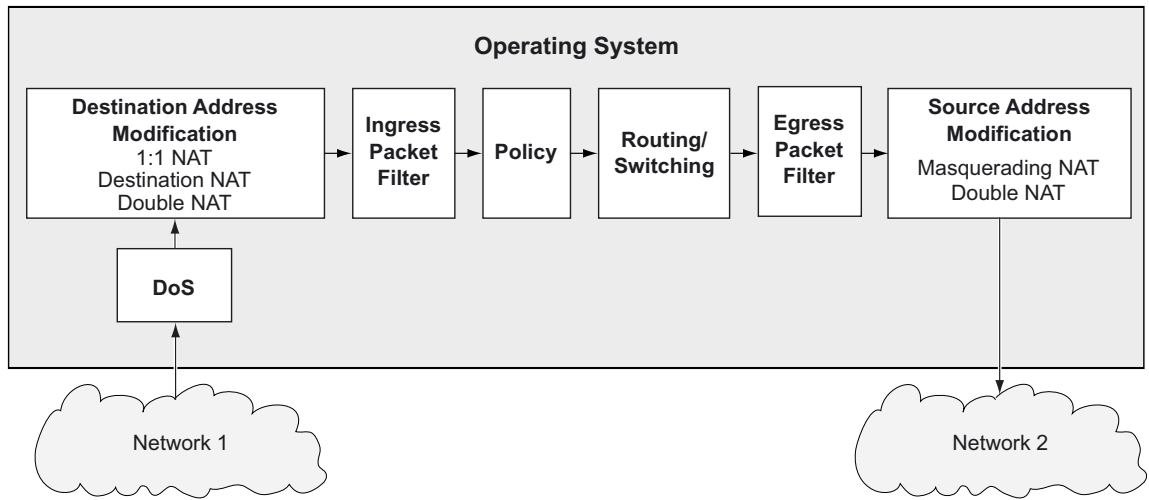 Operating System
Destination Address
Modification
1:1 NAT
Destination NAT
Double NAT
Ingress
Packet
Filter
Policy
Routing/
Switching
Egress
Packet
Filter
Source Address
Modification
Masquerading NAT
Double NAT
DoS
Network 1
Network 2